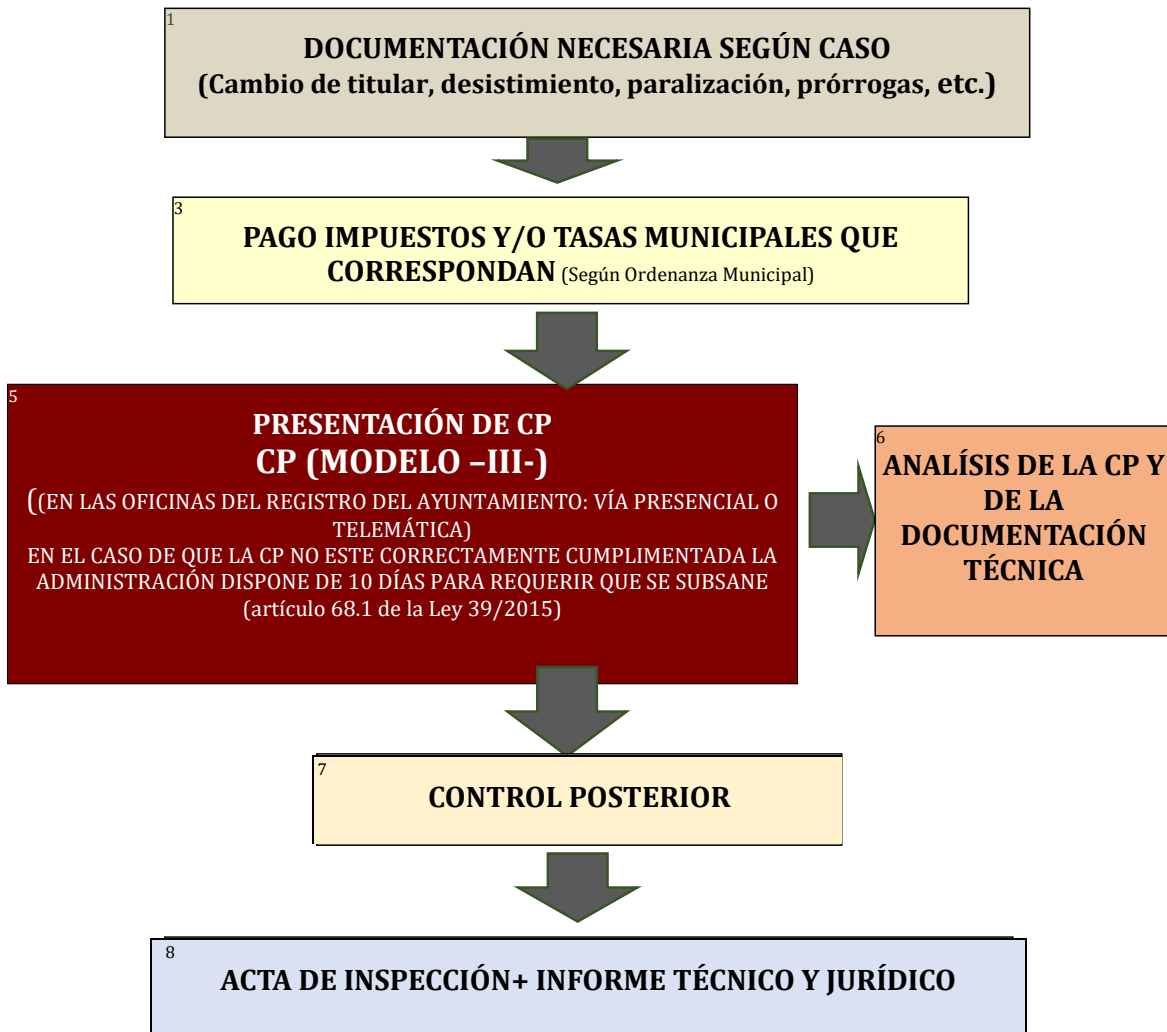 1
DOCUMENTACIÓN NECESARIA SEGÚN CASO
(Cambio de titular, desistimiento, paralización, prórrogas, etc.)
3
PAGO IMPUESTOS Y/O TASAS MUNICIPALES QUE
CORRESPONDAN (Según Ordenanza Municipal)
5
PRESENTACIÓN DE CP
CP (MODELO –III-)
((EN LAS OFICINAS DEL REGISTRO DEL AYUNTAMIENTO: VÍA PRESENCIAL O
TELEMÁTICA)
EN EL CASO DE QUE LA CP NO ESTE CORRECTAMENTE CUMPLIMENTADA LA
ADMINISTRACIÓN DISPONE DE 10 DÍAS PARA REQUERIR QUE SE SUBSANE
(artículo 68.1 de la Ley 39/2015)
6
ANALÍSIS DE LA CP Y
DE LA
DOCUMENTACIÓN
TÉCNICA
7
CONTROL POSTERIOR
8
ACTA DE INSPECCIÓN+ INFORME TÉCNICO Y JURÍDICO